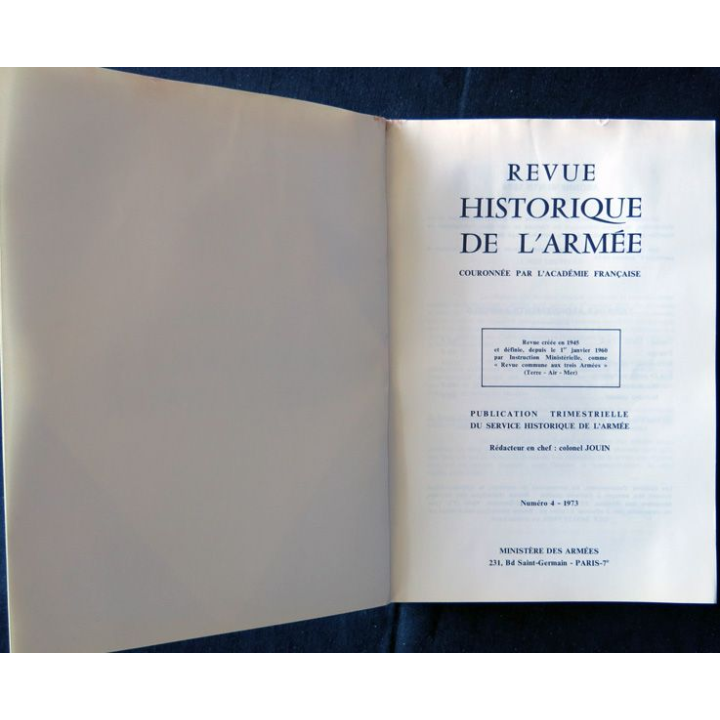 REVUE
HISTORIQUE
DE L'ARMÉE
COURONNÉE PAR L'ACADÉMIE FRANÇAISE
Revue créée en 1945
et définie, depuis le 1er janvier 1960
par Instruction Ministérielle, comme
« Revue commune aux trois Armées »
(Terre - Air - Mer)
PUBLICATION TRIMESTRIELLE
DU SERVICE HISTORIQUE DE L'ARMÉE
Rédacteur en chef : colonel JOUIN
Numéro 4 - 1973
MINISTÈRE DES ARMÉES
231, Bd Saint-Germain - PARIS-7e